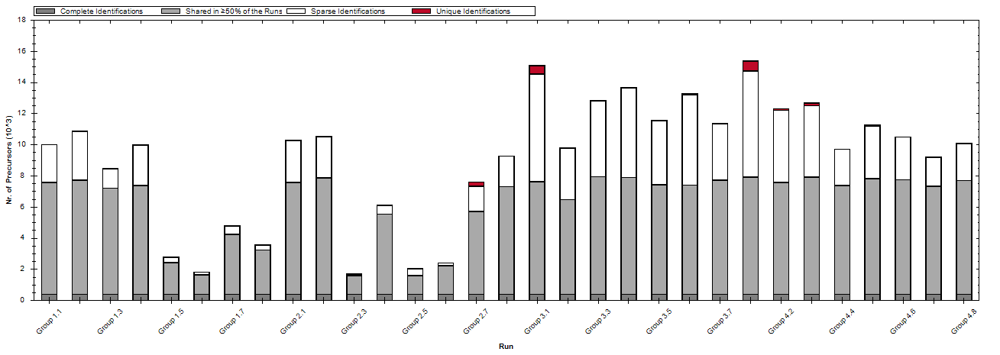 Complete Identifications
Shared in ≥50% of the Runs
Sparse Identifications
Unique Identifications
18
16
14
12
10
8
6
4
2
0
Nr. of Precursors (10^3)
Group 1.1
Group 1.3
Group 1.5
Group 1.7
Group 2.1
Group 2.3
Group 2.5
Group 2.7
Group 3.1
Group 3.3
Group 3.5
Group 3.7
Group 4.2
Group 4.4
Group 4.6
Group 4.8
Run